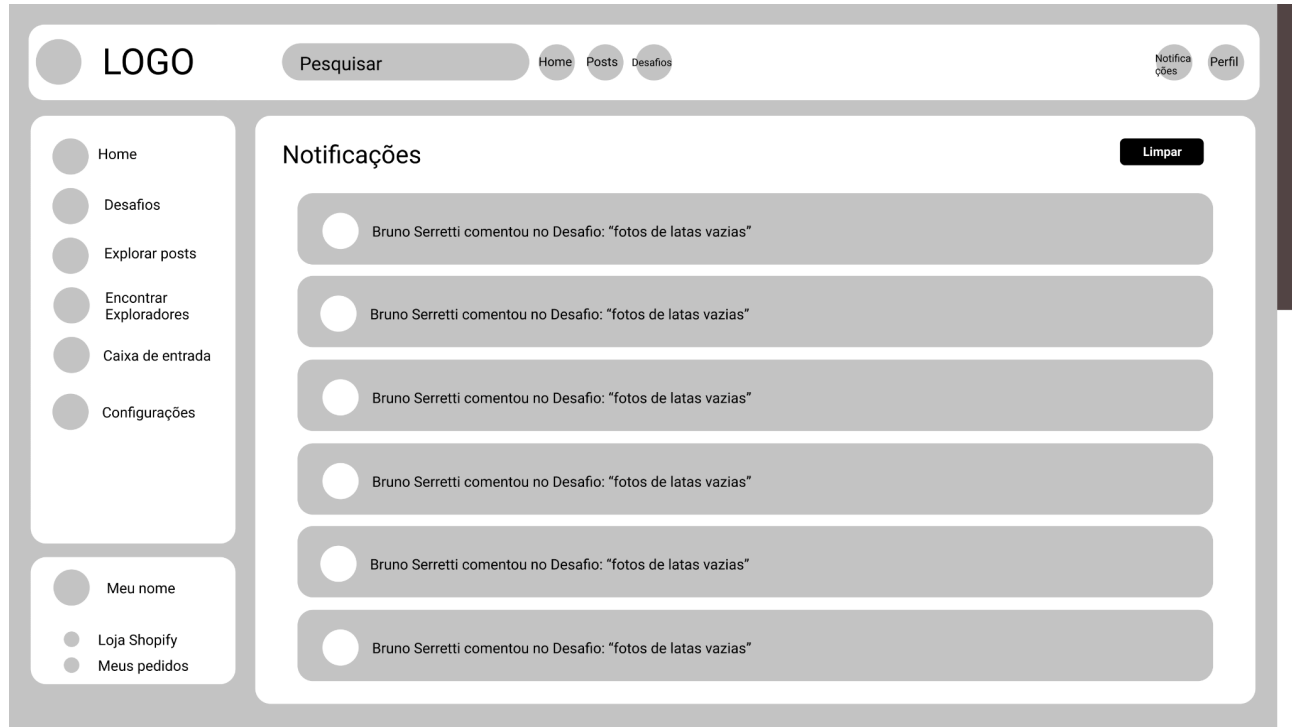 LOGO
Pesquisar
Home
Posts
Desafios
Notifica
ções
Perfil
Home
Desafios
Explorar posts
Encontrar
Exploradores
Caixa de entrada
Configurações
Meu nome
Loja Shopify
Meus pedidos
Notificações
Limpar
Bruno Serretti comentou no Desafio: “fotos de latas vazias”
Bruno Serretti comentou no Desafio: “fotos de latas vazias”
Bruno Serretti comentou no Desafio: “fotos de latas vazias”
Bruno Serretti comentou no Desafio: “fotos de latas vazias”
Bruno Serretti comentou no Desafio: “fotos de latas vazias”
Bruno Serretti comentou no Desafio: “fotos de latas vazias”